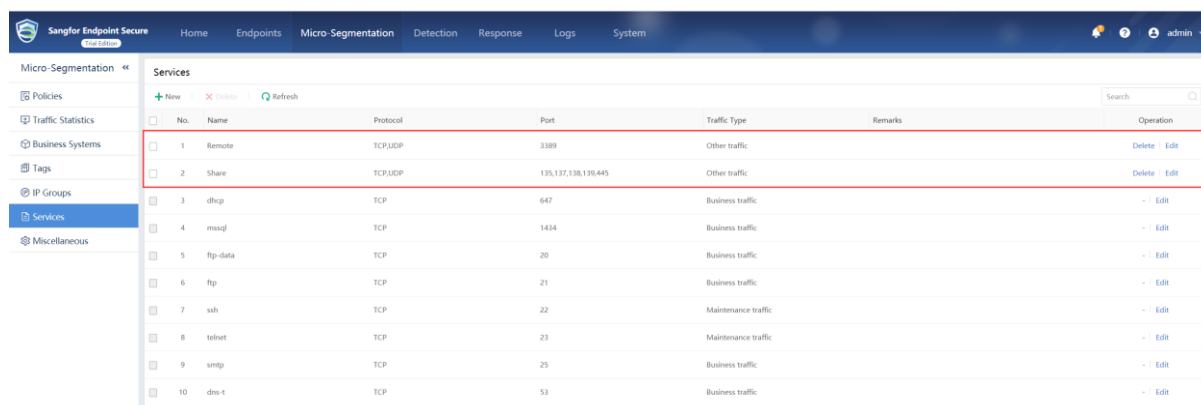 Sangfor Endpoint Secure
Trial Edition
Home Endpoints Micro-Segmentation Detection Response Logs System
admin
Micro-Segmentation «
Policies
Traffic Statistics
Business Systems
Tags
IP Groups
Services
Miscellaneous
Services
New Delete Refresh
Search
No. Name Protocol Port Traffic Type Remarks Operation
1 Remote TCP,UDP 3389 Other traffic Delete Edit
2 Share TCP,UDP 135,137,138,139,445 Other traffic Delete Edit
3 dhcp TCP 647 Business traffic - Edit
4 mssql TCP 1434 Business traffic - Edit
5 ftp-data TCP 20 Business traffic - Edit
6 ftp TCP 21 Business traffic - Edit
7 ssh TCP 22 Maintenance traffic - Edit
8 telnet TCP 23 Maintenance traffic - Edit
9 smtp TCP 25 Business traffic - Edit
10 dns-t TCP 53 Business traffic - Edit